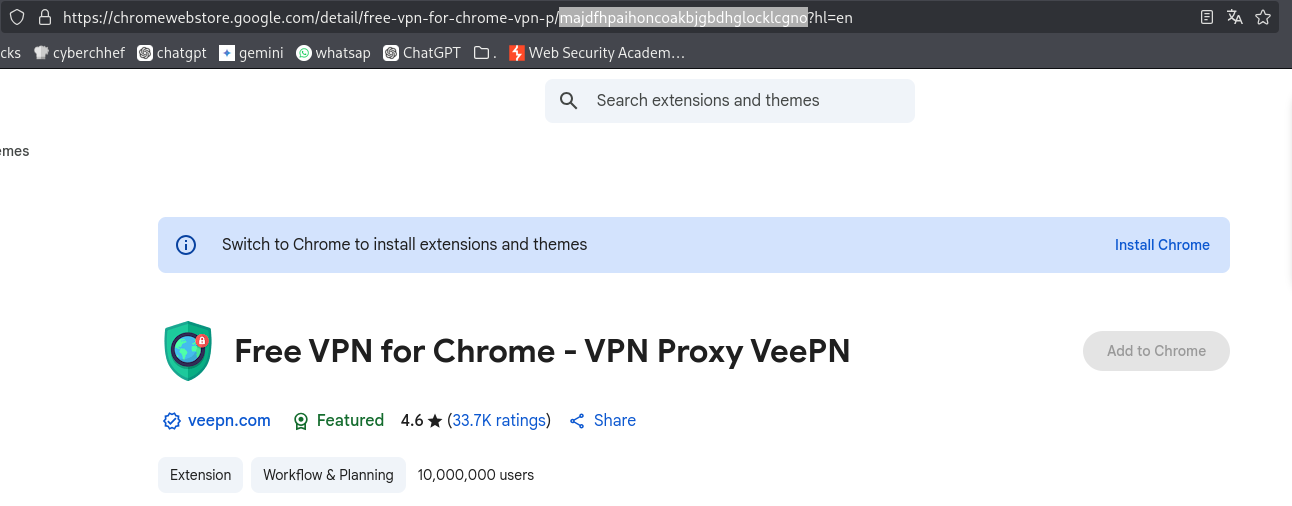 https://chromewebstore.google.com/detail/free-vpn-for-chrome-vpn-p/majdfhpaihoncoakbjgbdhglocklcgno?hl=en
cks cyberchhef chatgpt gemini whatsap ChatGPT . Web Security Academ…
Search extensions and themes
emes
Switch to Chrome to install extensions and themes Install Chrome
Free VPN for Chrome - VPN Proxy VeePN Add to Chrome
veepn.com Featured 4.6 ★ (33.7K ratings) Share
Extension Workflow & Planning 10,000,000 users